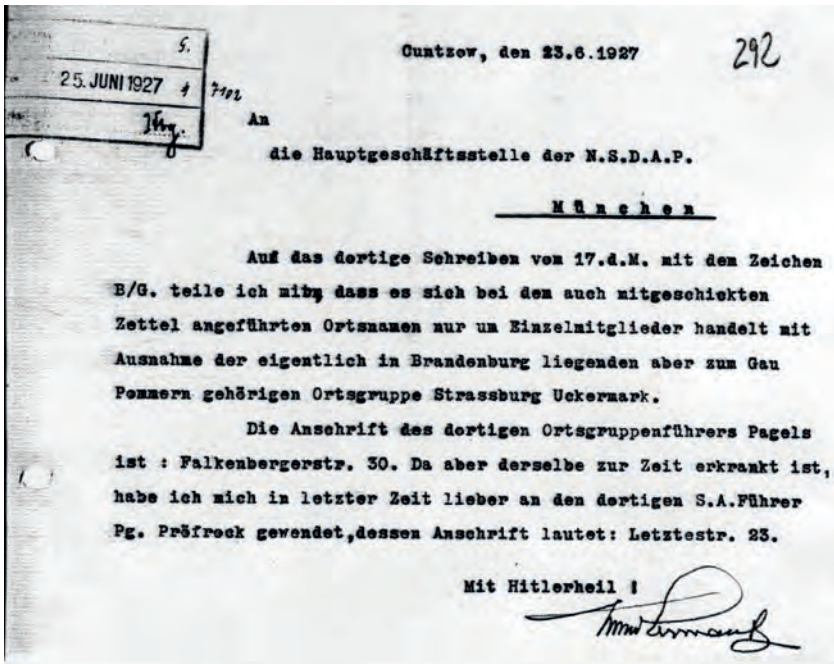 25. JUNI 1927
Cuntzow, den 23.6.1927
292
An
die Hauptgeschäftsstelle der N.S.D.A.P.
München
Auf das dortige Schreiben vom 17.d.M. mit dem Zeichen
B/G. teile ich mit, dass es sich bei dem auch mitgeschickten
Zettel angeführten Ortsnamen nur um Einzelmitglieder handelt mit
Ausnahme der eigentlich in Brandenburg liegenden aber zum Gau
Pommern gehörigen Ortsgruppe Strassburg Uckermark.
Die Anschrift des dortigen Ortsgruppenführers Pagels
ist : Falkenbergerstr. 30. Da aber derselbe zur Zeit erkrankt ist,
habe ich mich in letzter Zeit lieber an den dortigen S.A.Führer
Pg. Präfrock gewendet,dessen Anschrift lautet: Letztestr. 23.
Mit Hitlerheil !